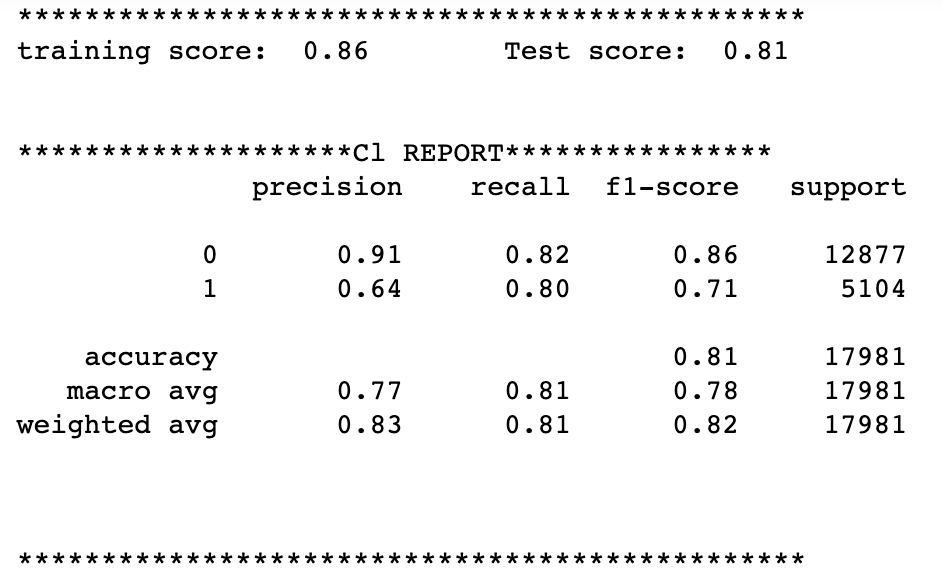 ***********************************************
training score:  0.86        Test score:  0.81
********************Cl REPORT****************
precision    recall  f1-score   support
0       0.91      0.82      0.86     12877
1       0.64      0.80      0.71      5104
accuracy                           0.81     17981
macro avg       0.77      0.81      0.78     17981
weighted avg       0.83      0.81      0.82     17981
***********************************************